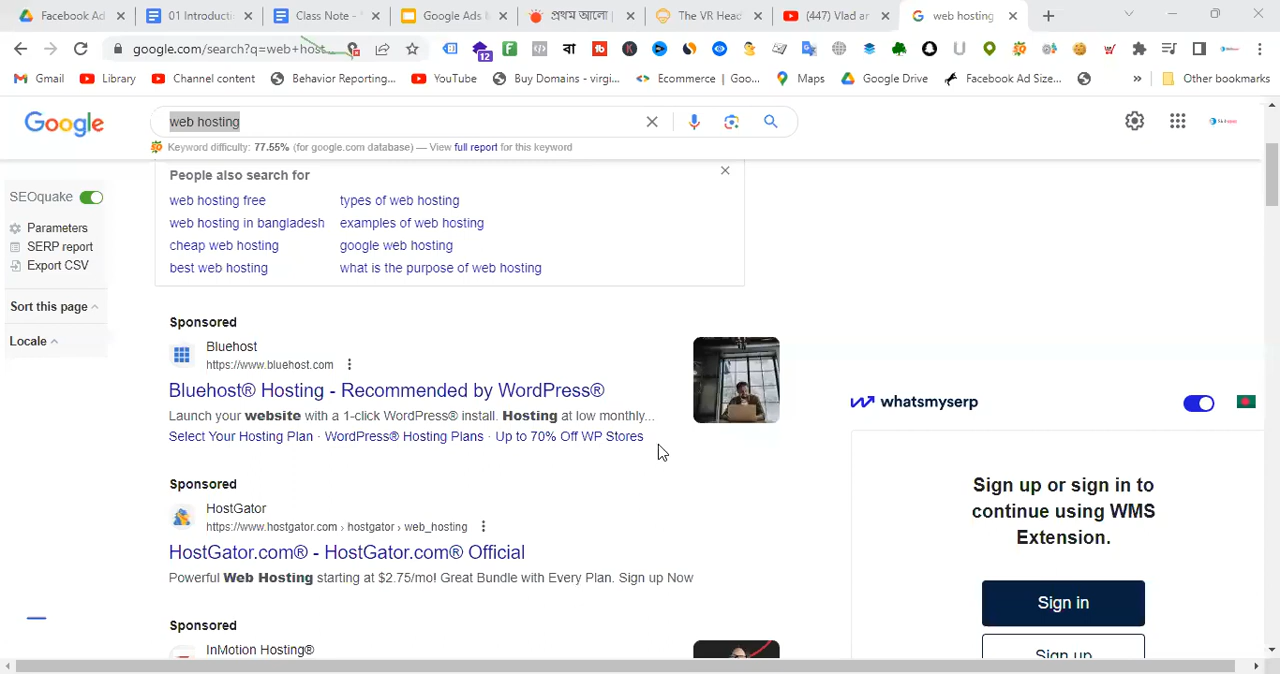 Facebook Ad
01 Introducti
Class Note -
Google Ads
প্রথম আলো
The VR Head
(447) Vlad ar
web hosting
google.com/search?q=web+host...
12
বা
Gmail
Library
Channel content
Behavior Reporting...
YouTube
Buy Domains - virgi...
Ecommerce | Goo...
Maps
Google Drive
Facebook Ad Size...
»
Other bookmarks
Google
web hosting
Keyword difficulty: 77.55% (for google.com database) — View full report for this keyword
SEOquake
Parameters
SERP report
Export CSV
Sort this page
Locale
People also search for
web hosting free
types of web hosting
web hosting in bangladesh
examples of web hosting
cheap web hosting
google web hosting
best web hosting
what is the purpose of web hosting
Sponsored
Bluehost
https://www.bluehost.com
Bluehost® Hosting - Recommended by WordPress®
Launch your website with a 1-click WordPress® install. Hosting at low monthly...
Select Your Hosting Plan · WordPress® Hosting Plans · Up to 70% Off WP Stores
Sponsored
HostGator
https://www.hostgator.com › hostgator › web_hosting
HostGator.com® - HostGator.com® Official
Powerful Web Hosting starting at $2.75/mo! Great Bundle with Every Plan. Sign up Now
Sponsored
InMotion Hosting®
whatsmyserp
Sign up or sign in to
continue using WMS
Extension.
Sign in
Sign up